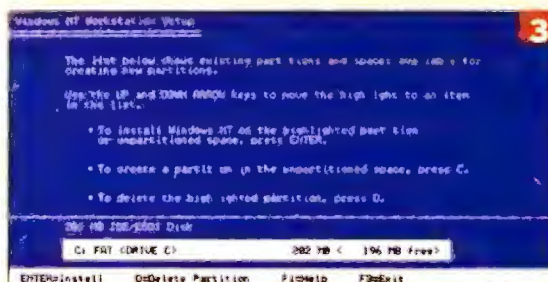 Windows NT Workstation Setup
3
The list below shows existing partitions and spaces available for
creating new partitions.
Use the UP and DOWN ARROW keys to move the highlight to an item
in the list.
• To install Windows NT on the highlighted partition
or unpartitioned space, press ENTER.
• To create a partition in the unpartitioned space, press C.
• To delete the highlighted partition, press D.
MB IDE/ESDI Disk
C: FAT (DRIVE C) 202 MB ( 196 MB free)
ENTER=Install D=Delete Partition F1=Help F3=Exit